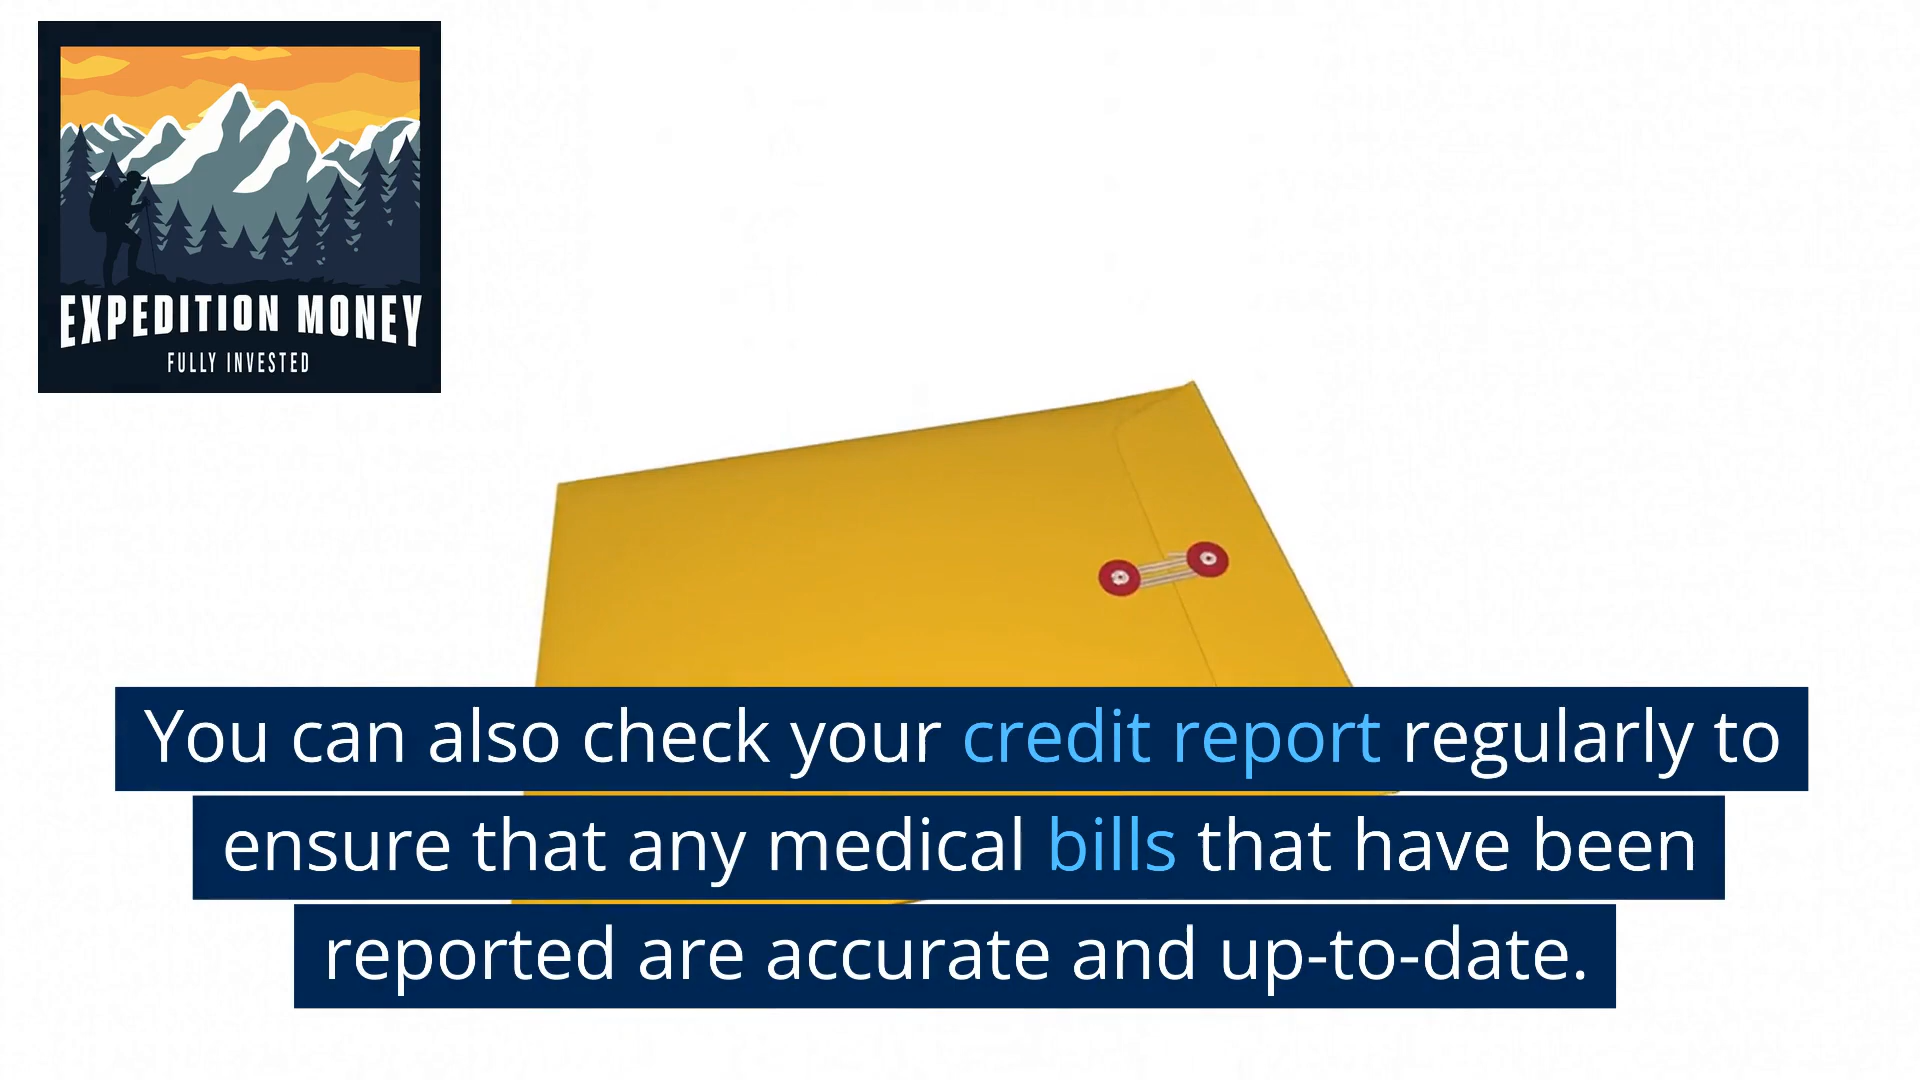 EXPEDITION MONEY
FULLY INVESTED
You can also check your credit report regularly to
ensure that any medical bills that have been
reported are accurate and up-to-date.